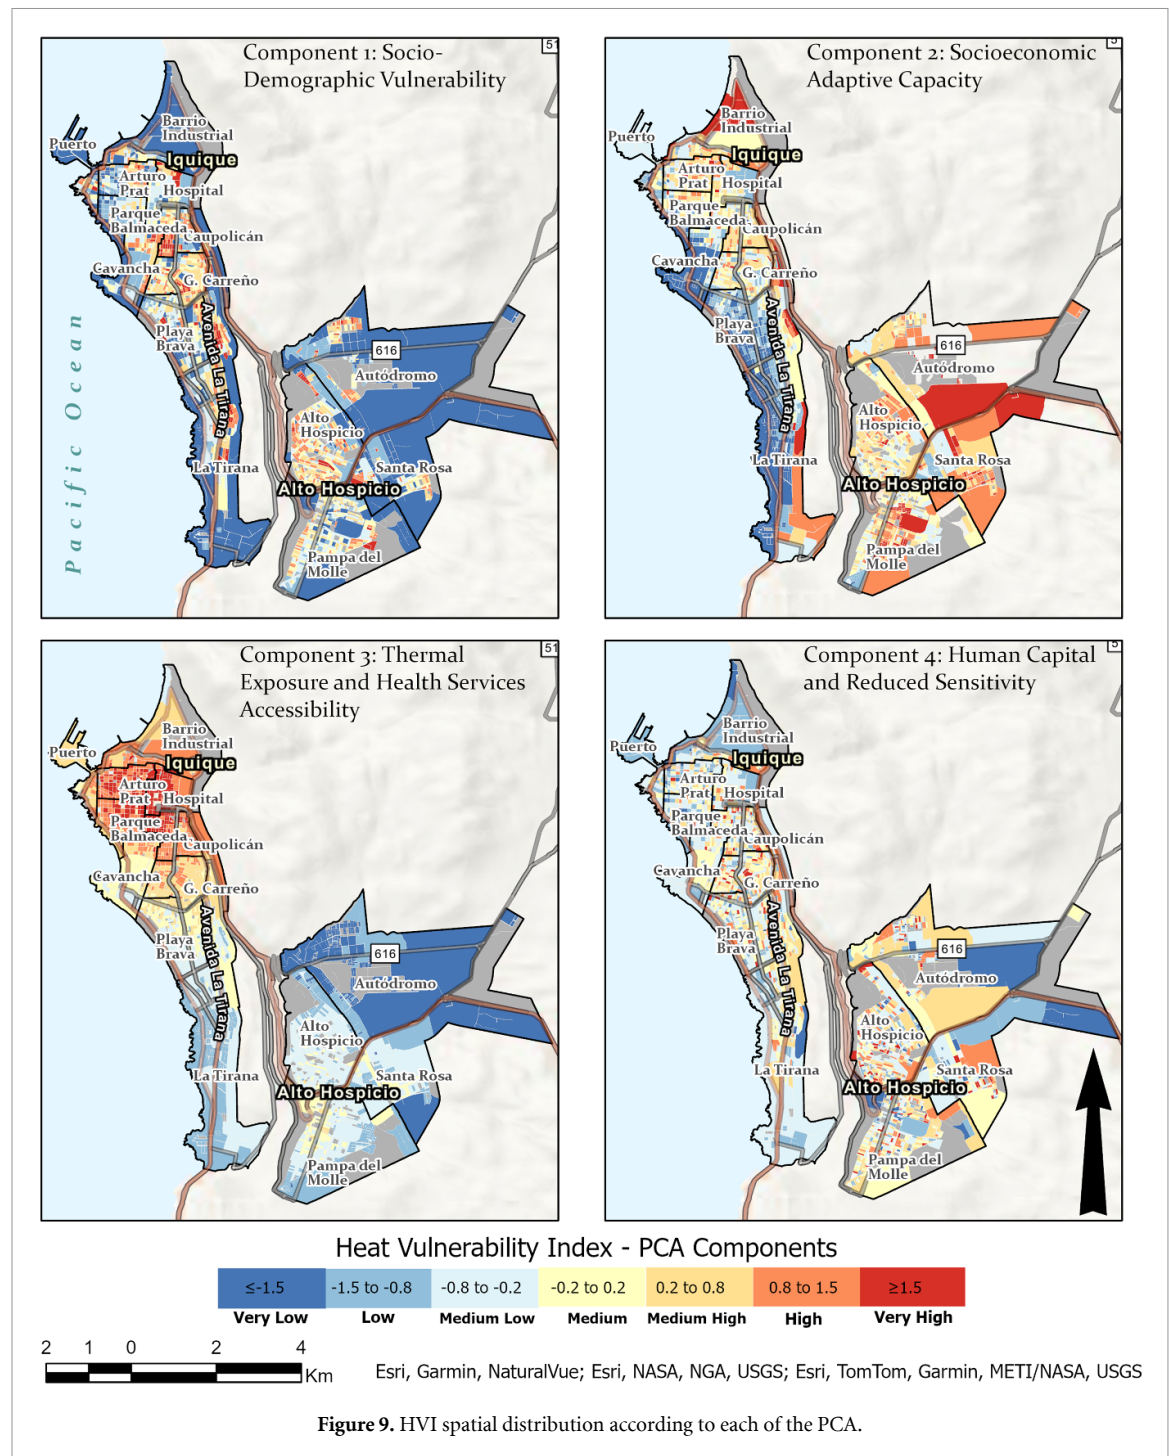 Component 1: Socio-
Demographic Vulnerability
51
Barrio
Industrial
Puerto
Iquique
Arturo
Prat
Hospital
Parque
Balmaceda
Caupolicán
Cavancha
G. Carreño
Playa
Brava
Avenida La Tirana
Pacific Ocean
616
Autódromo
Alto
Hospicio
La Tirana
Santa Rosa
Alto Hospicio
Pampa del
Molle
Component 2: Socioeconomic
Adaptive Capacity
5
Barrio
Industrial
Puerto
Iquique
Arturo
Prat
Hospital
Parque
Balmaceda
Caupolicán
Cavancha
G. Carreño
Playa
Brava
Avenida La Tirana
616
Autódromo
Alto
Hospicio
La Tirana
Santa Rosa
Alto Hospicio
Pampa del
Molle
Component 3: Thermal
Exposure and Health Services
Accessibility
51
Barrio
Industrial
Puerto
Iquique
Arturo
Prat
Hospital
Parque
Balmaceda
Caupolicán
Cavancha
G. Carreño
Playa
Brava
Avenida La Tirana
616
Autódromo
Alto
Hospicio
La Tirana
Santa Rosa
Alto Hospicio
Pampa del
Molle
Component 4: Human Capital
and Reduced Sensitivity
5
Barrio
Industrial
Puerto
Iquique
Arturo
Prat
Hospital
Parque
Balmaceda
Caupolicán
Cavancha
G. Carreño
Playa
Brava
Avenida La Tirana
616
Autódromo
Alto
Hospicio
La Tirana
Santa Rosa
Alto Hospicio
Pampa del
Molle
Heat Vulnerability Index - PCA Components
≤-1.5 -1.5 to -0.8 -0.8 to -0.2 -0.2 to 0.2 0.2 to 0.8 0.8 to 1.5 ≥1.5
Very Low Low Medium Low Medium Medium High High Very High
2 1 0 2 4
Km
Esri, Garmin, NaturalVue; Esri, NASA, NGA, USGS; Esri, TomTom, Garmin, METI/NASA, USGS
Figure 9. HVI spatial distribution according to each of the PCA.